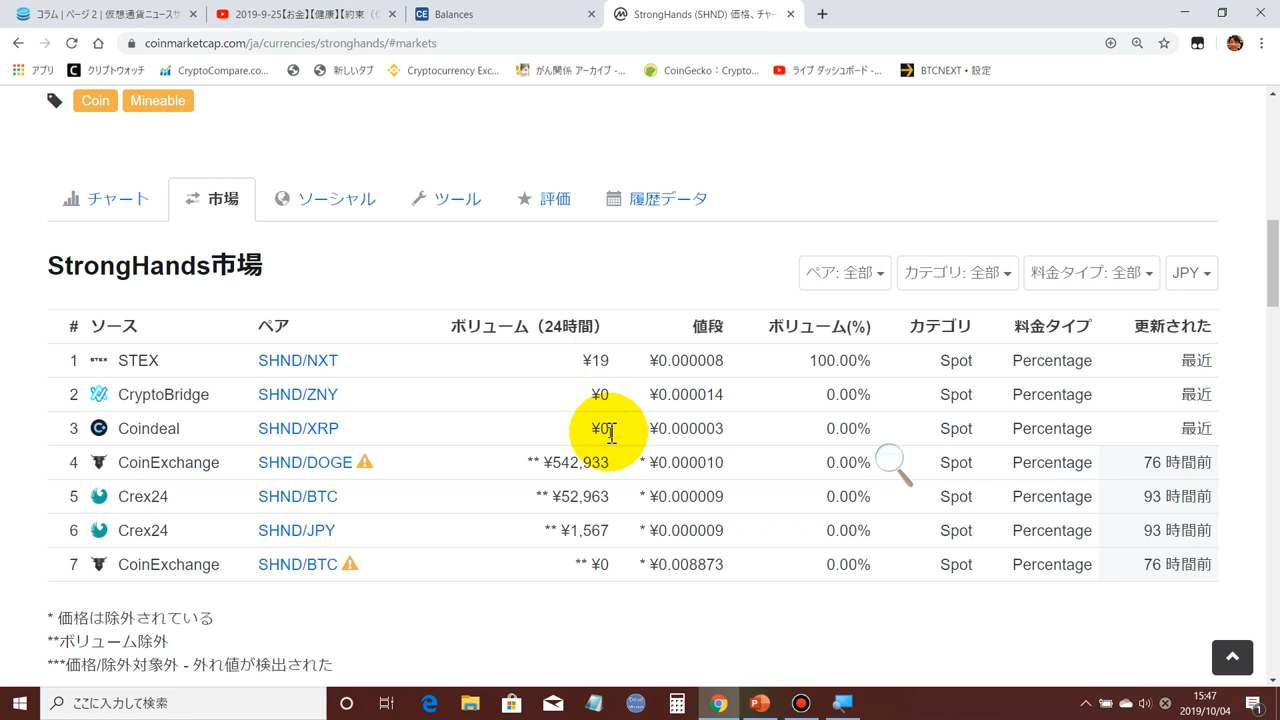 コラム | ページ 2 | 仮想通貨ニュースサ
2019-9-25【お金】【健康】【約束（
CE Balances
StrongHands (SHND) 価格、チャー
coinmarketcap.com/ja/currencies/stronghands/#markets
アプリ クリプトウォッチ CryptoCompare.co... 新しいタブ Cryptocurrency Exc... がん関係 アーカイブ -... CoinGecko：Crypto... ライブ ダッシュボード -... BTCNEXT・設定
Coin Mineable
チャート 市場 ソーシャル ツール 評価 履歴データ
StrongHands市場
ペア: 全部 カテゴリ: 全部 料金タイプ: 全部 JPY
# ソース ペア ボリューム（24時間） 値段 ボリューム(%) カテゴリ 料金タイプ 更新された
1 STEX SHND/NXT ¥19 ¥0.000008 100.00% Spot Percentage 最近
2 CryptoBridge SHND/ZNY ¥0 ¥0.000014 0.00% Spot Percentage 最近
3 Coindeal SHND/XRP ¥0 ¥0.000003 0.00% Spot Percentage 最近
4 CoinExchange SHND/DOGE ** ¥542,933 * ¥0.000010 0.00% Spot Percentage 76 時間前
5 Crex24 SHND/BTC ** ¥52,963 * ¥0.000009 0.00% Spot Percentage 93 時間前
6 Crex24 SHND/JPY ** ¥1,567 * ¥0.000009 0.00% Spot Percentage 93 時間前
7 CoinExchange SHND/BTC ** ¥0 * ¥0.008873 0.00% Spot Percentage 76 時間前
* 価格は除外されている
**ボリューム除外
***価格/除外対象外 - 外れ値が検出された
ここに入力して検索
15:47
2019/10/04